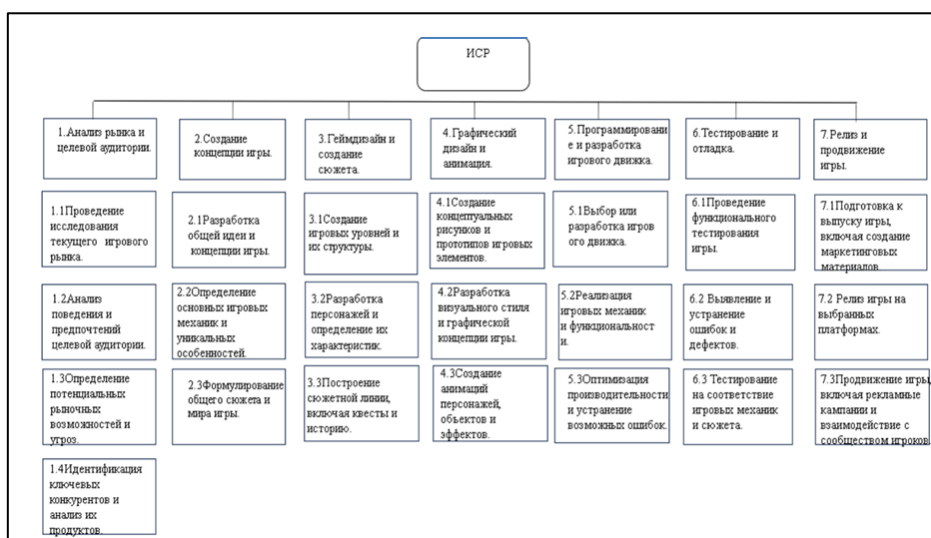 ИСР
1.Анализ рынка и
целевой аудитории.
2.Создание
концепции игры.
3.Геймдизайн и
создание
сюжета.
4.Графический
дизайн и
анимация.
5.Программировани
е и разработка
игрового движка.
6.Тестирование и
отладка.
7.Релиз и
продвижение
игры.
1.1Проведение
исследования
текущего игрового
рынка.
2.1Разработка
общей идеи и
концепции игры.
3.1Создание
игровых уровней и
их структуры.
4.1Создание
концептуальных
рисунков и
прототипов игровых
элементов.
5.1Выбор или
разработка игров
ого движка.
6.1Проведение
функционального
тестирования
игры.
7.1Подготовка к
выпуску игры,
включая создание
маркетинговых
материалов
1.2Анализ
поведения и
предпочтений
целевой аудитории.
2.2Определение
основных игровых
механик и
уникальных
особенностей.
3.2Разработка
персонажей и
определение их
характеристик.
4.2Разработка
визуального стиля
и графической
концепции игры.
5.2Реализация
игровых механик
и функциональност
и.
6.2 Выявление и
устранение
ошибок и
дефектов.
7.2 Релиз игры на
выбранных
платформах.
1.3Определение
потенциальных
рыночных
возможностей и
угроз.
2.3Формулирование
общего сюжета и
мира игры.
3.3Построение
сюжетной линии,
включая квесты и
историю.
4.3Создание
анимаций
персонажей,
объектов и
эффектов.
5.3Оптимизация
производительности
и устранение
возможных ошибок.
6.3 Тестирование
на соответствие
игровых механик
и сюжета.
7.3Продвижение игры,
включая рекламные
кампании и
взаимодействие с
сообществом игроков.
1.4Идентификация
ключевых
конкурентов и
анализ их
продуктов.